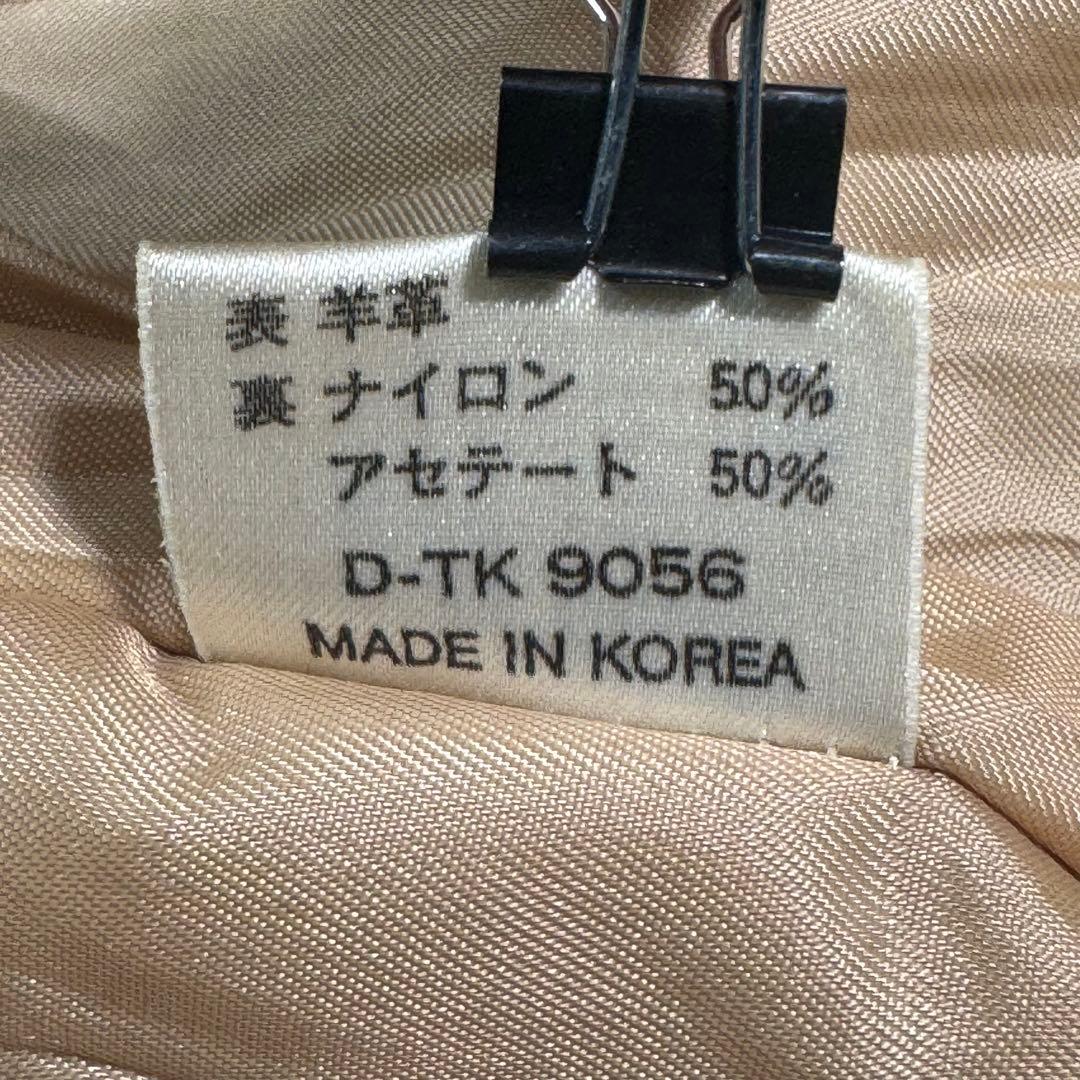 表 羊革
裏 ナイロン 50%
アセテート 50%
D-TK 9056
MADE IN KOREA